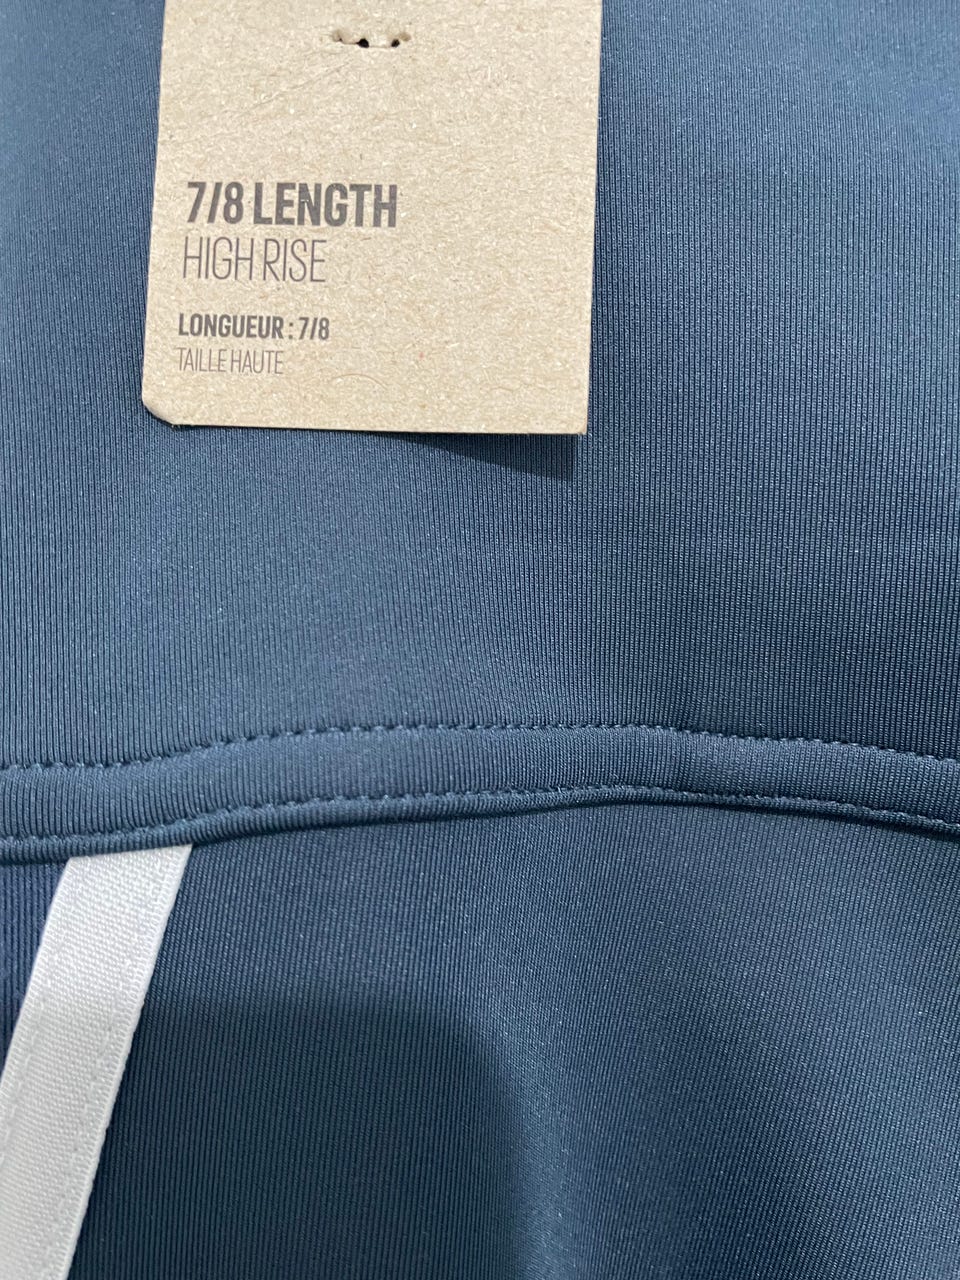 7/8 LENGTH
HIGH RISE
LONGUEUR : 7/8
TAILLE HAUTE